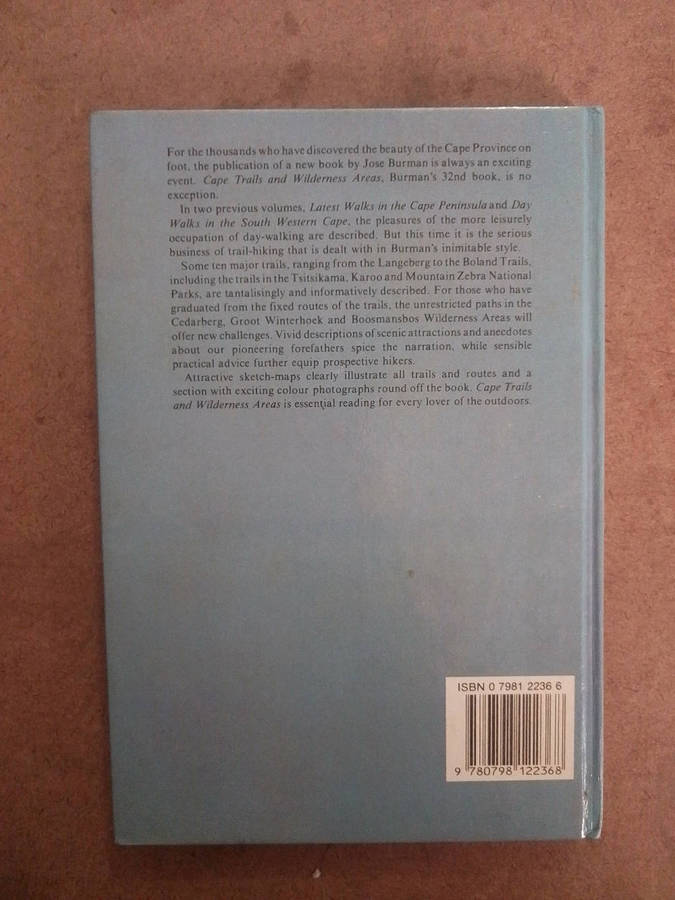 For the thousands who have discovered the beauty of the Cape Province on
foot, the publication of a new book by Jose Burman is always an exciting
event. Cape Trails and Wilderness Areas, Burman's 32nd book, is no
exception.
In two previous volumes, Latest Walks in the Cape Peninsula and Day
Walks in the South Western Cape, the pleasures of the more leisurely
occupation of day-walking are described. But this time it is the serious
business of trail-hiking that is dealt with in Burman's inimitable style.
Some ten major trails, ranging from the Langeberg to the Boland Trails,
including the trails in the Tsitsikama, Karoo and Mountain Zebra National
Parks, are tantalisingly and informatively described. For those who have
graduated from the fixed routes of the trails, the unrestricted paths in the
Cedarberg, Groot Winterhoek and Boosmansbos Wilderness Areas will
offer new challenges. Vivid descriptions of scenic attractions and anecdotes
about our pioneering forefathers spice the narration, while sensible
practical advice further equip prospective hikers.
Attractive sketch-maps clearly illustrate all trails and routes and a
section with exciting colour photographs round off the book. Cape Trails
and Wilderness Areas is essential reading for every lover of the outdoors.
ISBN 0 7981 2236 6
9 780798 122368